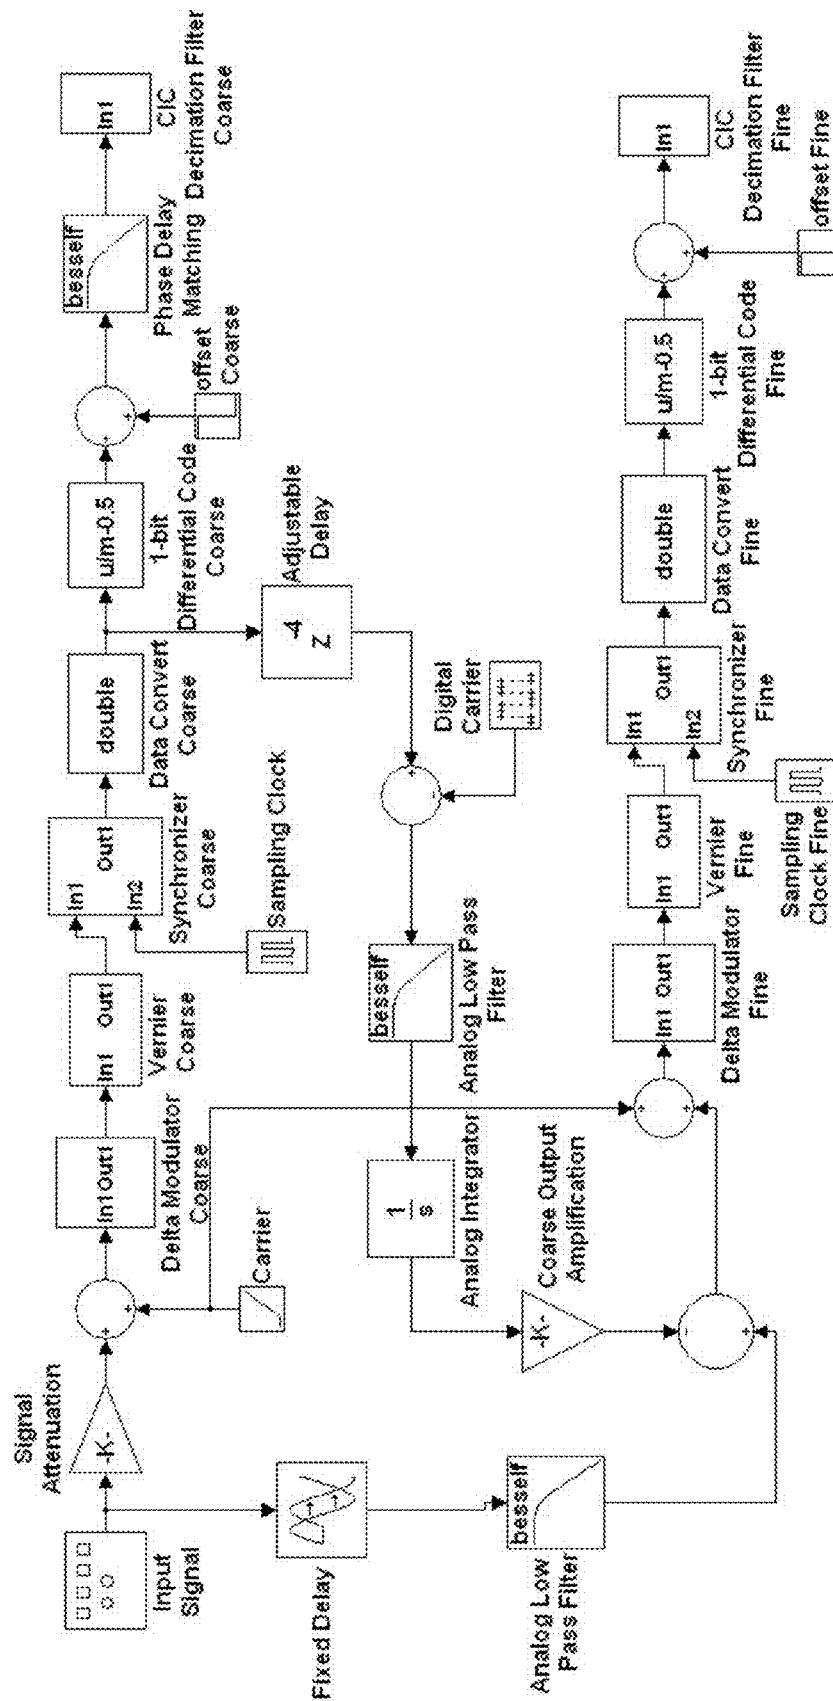 Input
Signal
-K-
Signal
Attenuation
+
+
Carrier
In1
Out1
Delta Modulator
Coarse
In1
Out1
Vernier
Coarse
In1
In2
Out1
Synchronizer
Coarse
Sampling Clock
double
Data Convert
Coarse
u/m-0.5
1-bit
Differential Code
Coarse
+
+
offset
Coarse
besself
Phase Delay
Matching
In1
CIC
Decimation Filter
Coarse
-4
Z
Adjustable
Delay
+
-
Digital
Carrier
besself
Analog Low Pass
Filter
1
s
Analog Integrator
-K-
Coarse Output
Amplification
Fixed Delay
besself
Analog Low
Pass Filter
-
+
+
+
In1
Out1
Delta Modulator
Fine
In1
Out1
Vernier
Fine
In1
In2
Out1
Synchronizer
Fine
Sampling
Clock Fine
double
Data Convert
Fine
u/m-0.5
1-bit
Differential Code
Fine
+
+
offset Fine
In1
CIC
Decimation Filter
Fine